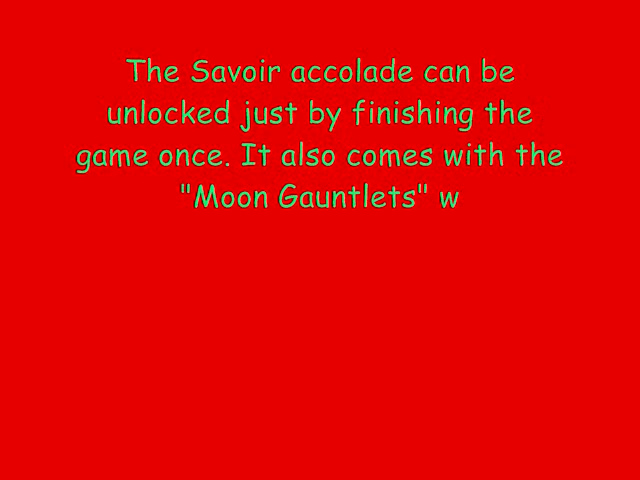 The Savoir accolade can be
unlocked just by finishing the
game once. It also comes with the
"Moon Gauntlets" w